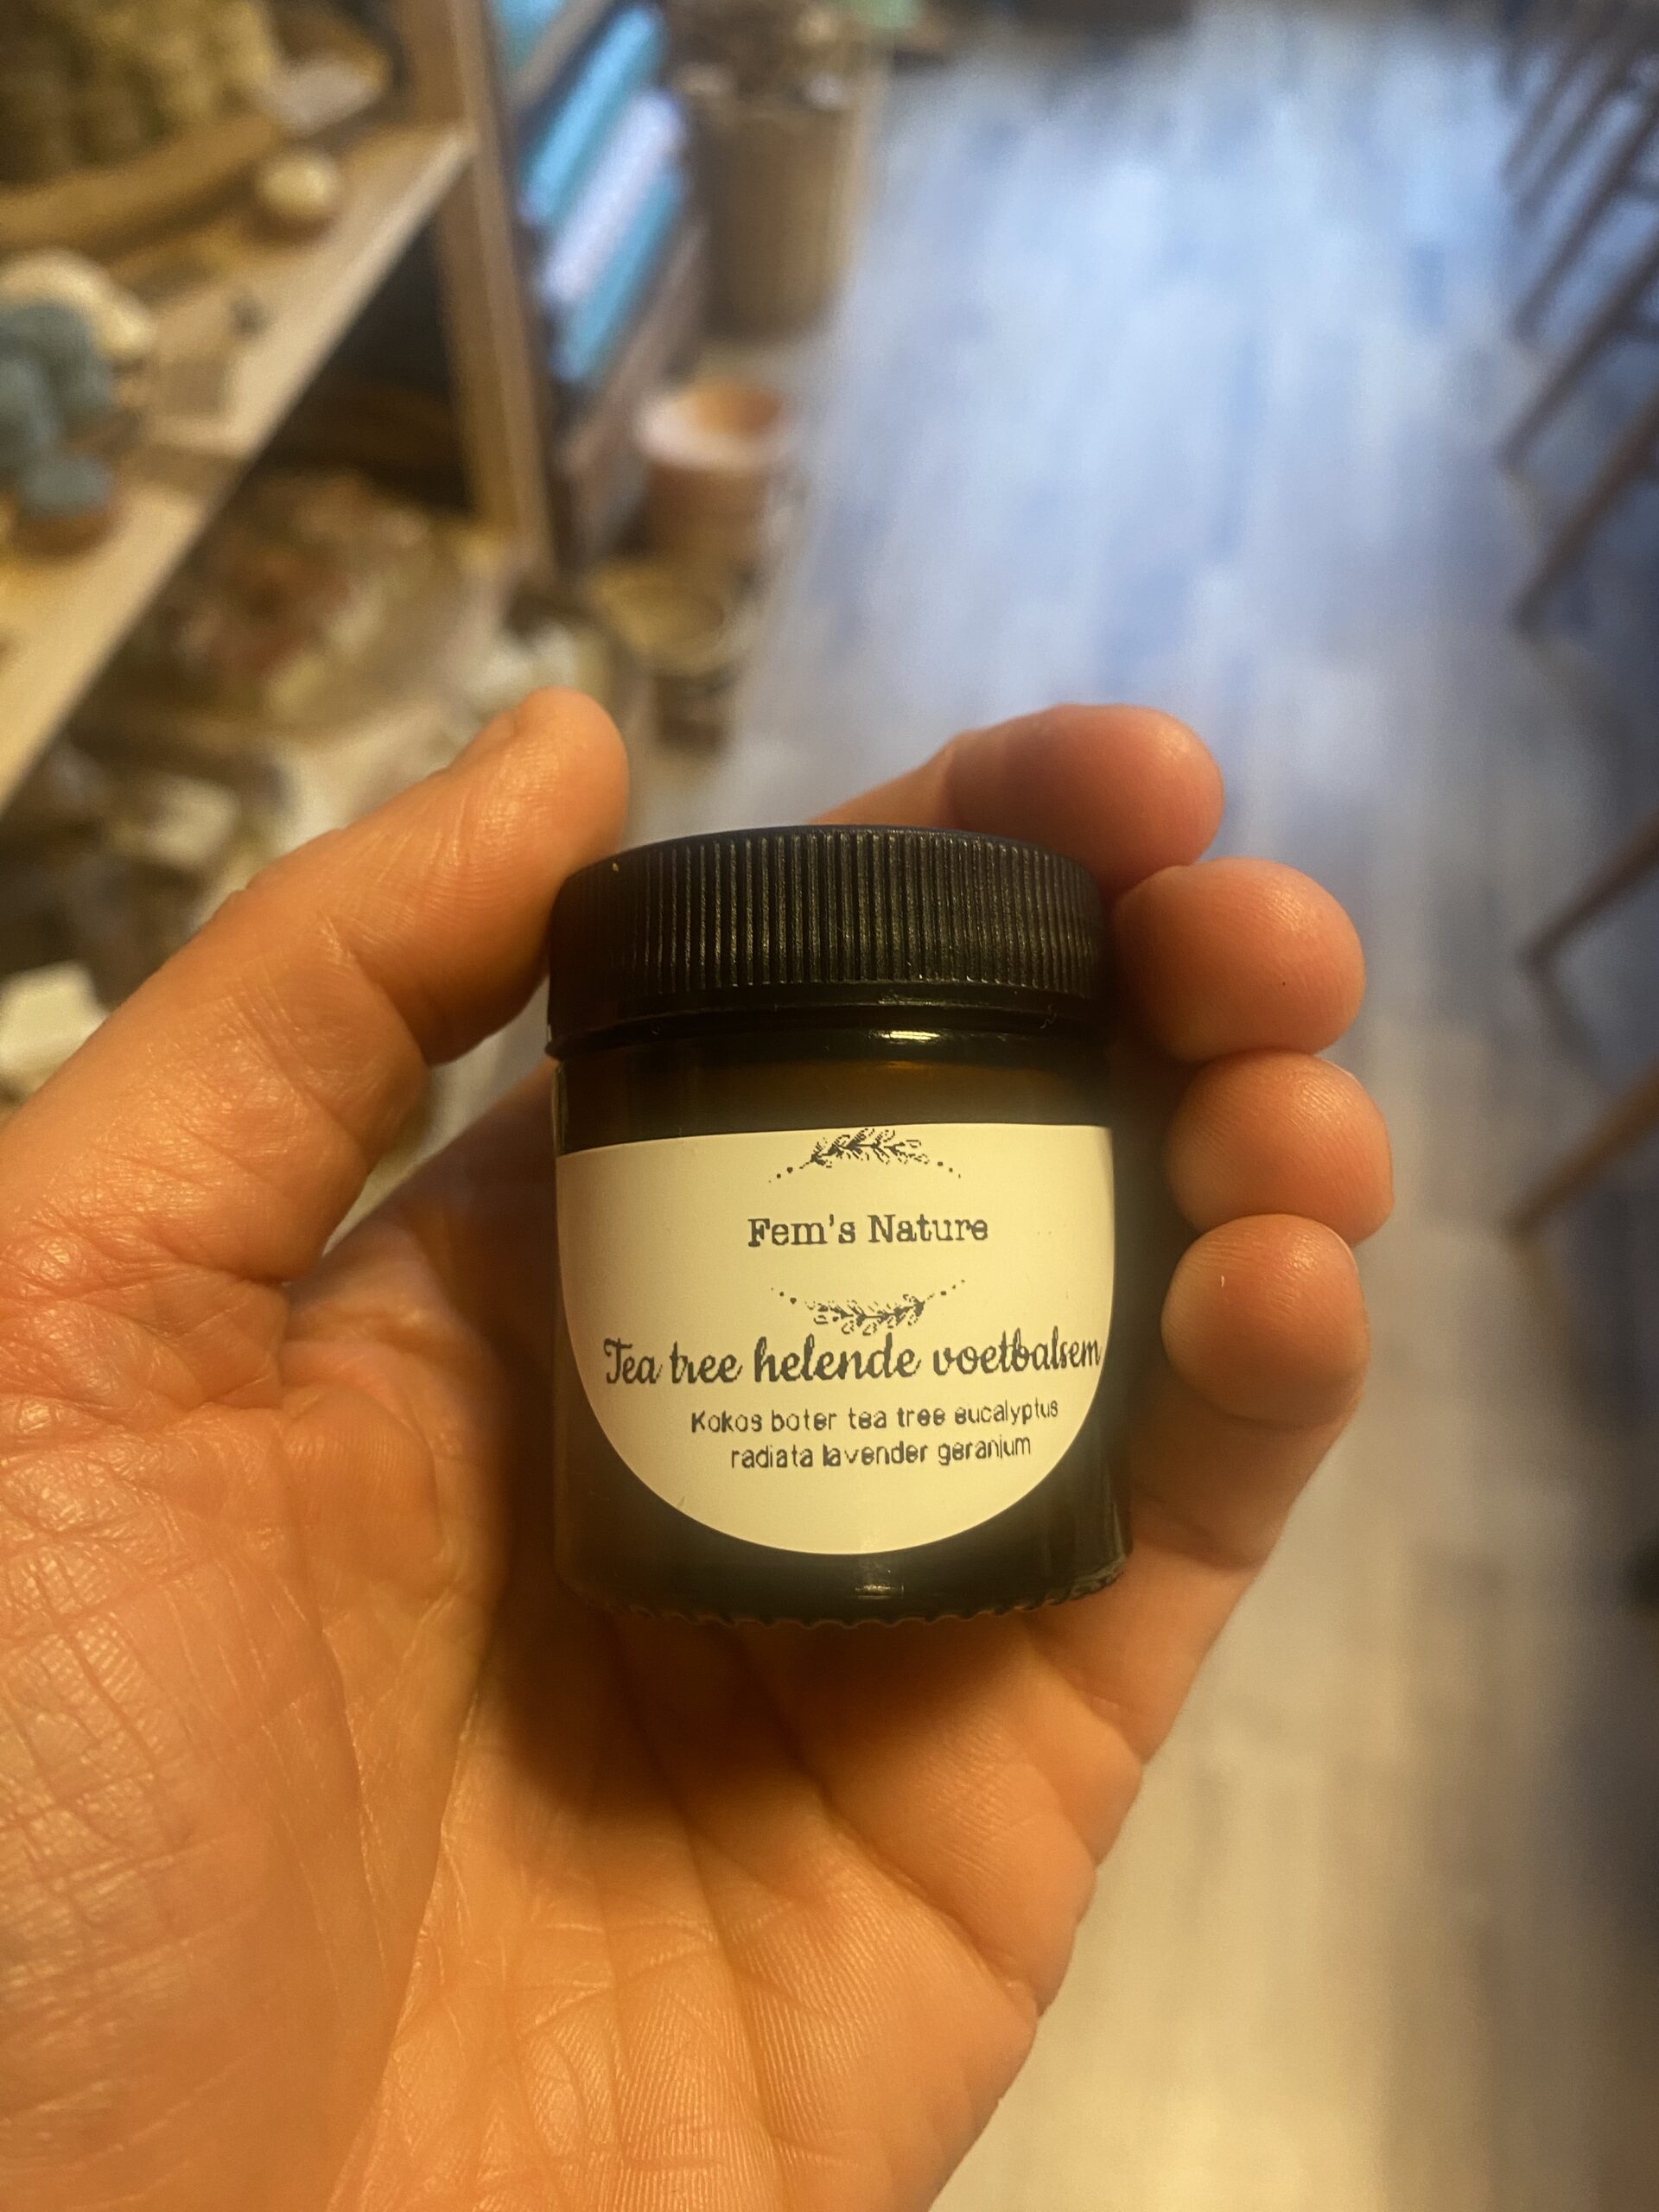 Fem's Nature
Tea tree helende voetbalsem
Kokos boter tea tree eucalyptus
radiata lavender geranium